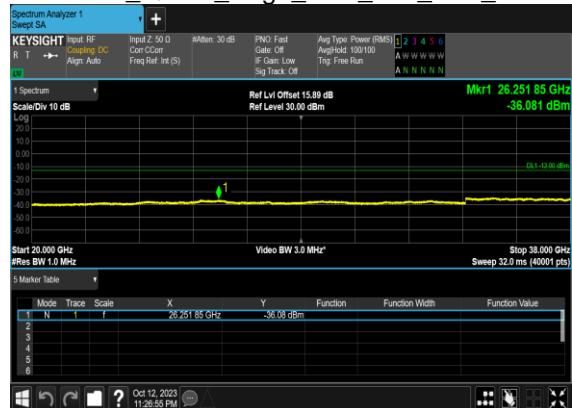 Spectrum Analyzer 1
Swept SA
KEYSIGHT Input: RF Input Z: 50 Ω #Atten: 30 dB PNO: Fast Avg Type: Power (RMS) 1 2 3 4 5 6
R T Coupling: DC Corr CCorr Gate: Off Avg|Hold: 100/100 A W W W W W
Align: Auto Freq Ref: Int (S) IF Gain: Low Trig: Free Run
Sig Track: Off A N N N N N
1 Spectrum Ref Lvl Offset 15.89 dB Mkr1 26.251 85 GHz
Scale/Div 10 dB Ref Level 30.00 dBm -36.081 dBm
Log
20.0
10.0
0.00
-10.0 DL1 -13.00 dBm
-20.0
-30.0 1
-40.0
-50.0
-60.0
Start 20.000 GHz Video BW 3.0 MHz* Stop 38.000 GHz
#Res BW 1.0 MHz Sweep 32.0 ms (40001 pts)
5 Marker Table
Mode Trace Scale X Y Function Function Width Function Value
1 N 1 f 26.251 85 GHz -36.08 dBm
2
3
4
5
6
? Oct 12, 2023
11:26:55 PM